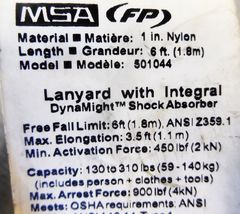 MSA (FP)
Material ■ Matière ■ 1 in. Nylon
Length ■ Grandeur: 6 ft. (1.8m)
Model ■ Modèle: 501044
Lanyard with Integral
DynaMight™ Shock Absorber
Free Fall Limit: 6ft (1.8m), ANSI Z359.1
Max. Elongation: 3.5ft (1.1 m)
Min. Activation Force: 450 lbf (2 kN)
Capacity: 130 to 310 lbs (59 - 140kg)
(includes person + clothes + tools)
Max. Arrest Force: 900 lbf (4kN)
Meets: OSHA requirements: ANSI